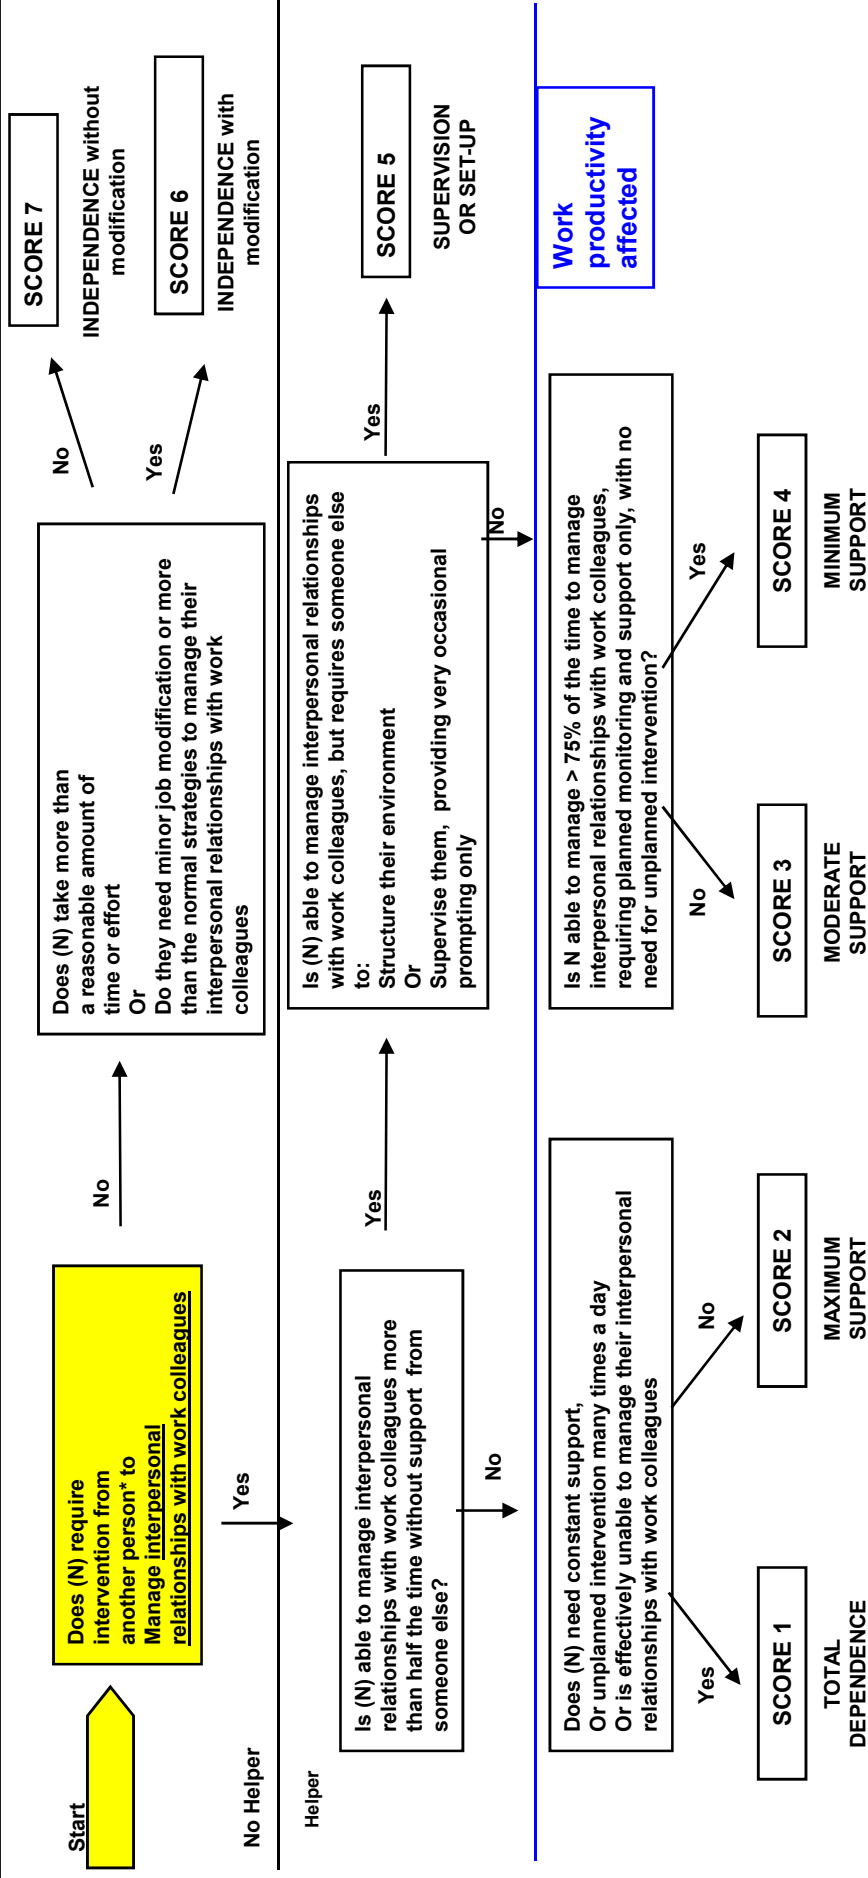 Start
Does (N) require
intervention from
another person* to
Manage interpersonal
relationships with work colleagues
No
Does (N) take more than
a reasonable amount of
time or effort
Or
Do they need minor job modification or more
than the normal strategies to manage their
interpersonal relationships with work
colleagues
No
SCORE 7
INDEPENDENCE without
modification
Yes
SCORE 6
INDEPENDENCE with
modification
Yes
No Helper
Helper
Is (N) able to manage interpersonal
relationships with work colleagues more
than half the time without support from
someone else?
Yes
Is (N) able to manage interpersonal relationships
with work colleagues, but requires someone else
to:
Structure their environment
Or
Supervise them, providing very occasional
prompting only
Yes
SCORE 5
SUPERVISION
OR SET-UP
No
No
Work
productivity
affected
Does (N) need constant support,
Or unplanned intervention many times a day
Or is effectively unable to manage their interpersonal
relationships with work colleagues
Yes
No
SCORE 1
TOTAL
DEPENDENCE
SCORE 2
MAXIMUM
SUPPORT
Is N able to manage > 75% of the time to manage
interpersonal relationships with work colleagues,
requiring planned monitoring and support only, with no
need for unplanned intervention?
No
Yes
SCORE 3
MODERATE
SUPPORT
SCORE 4
MINIMUM
SUPPORT